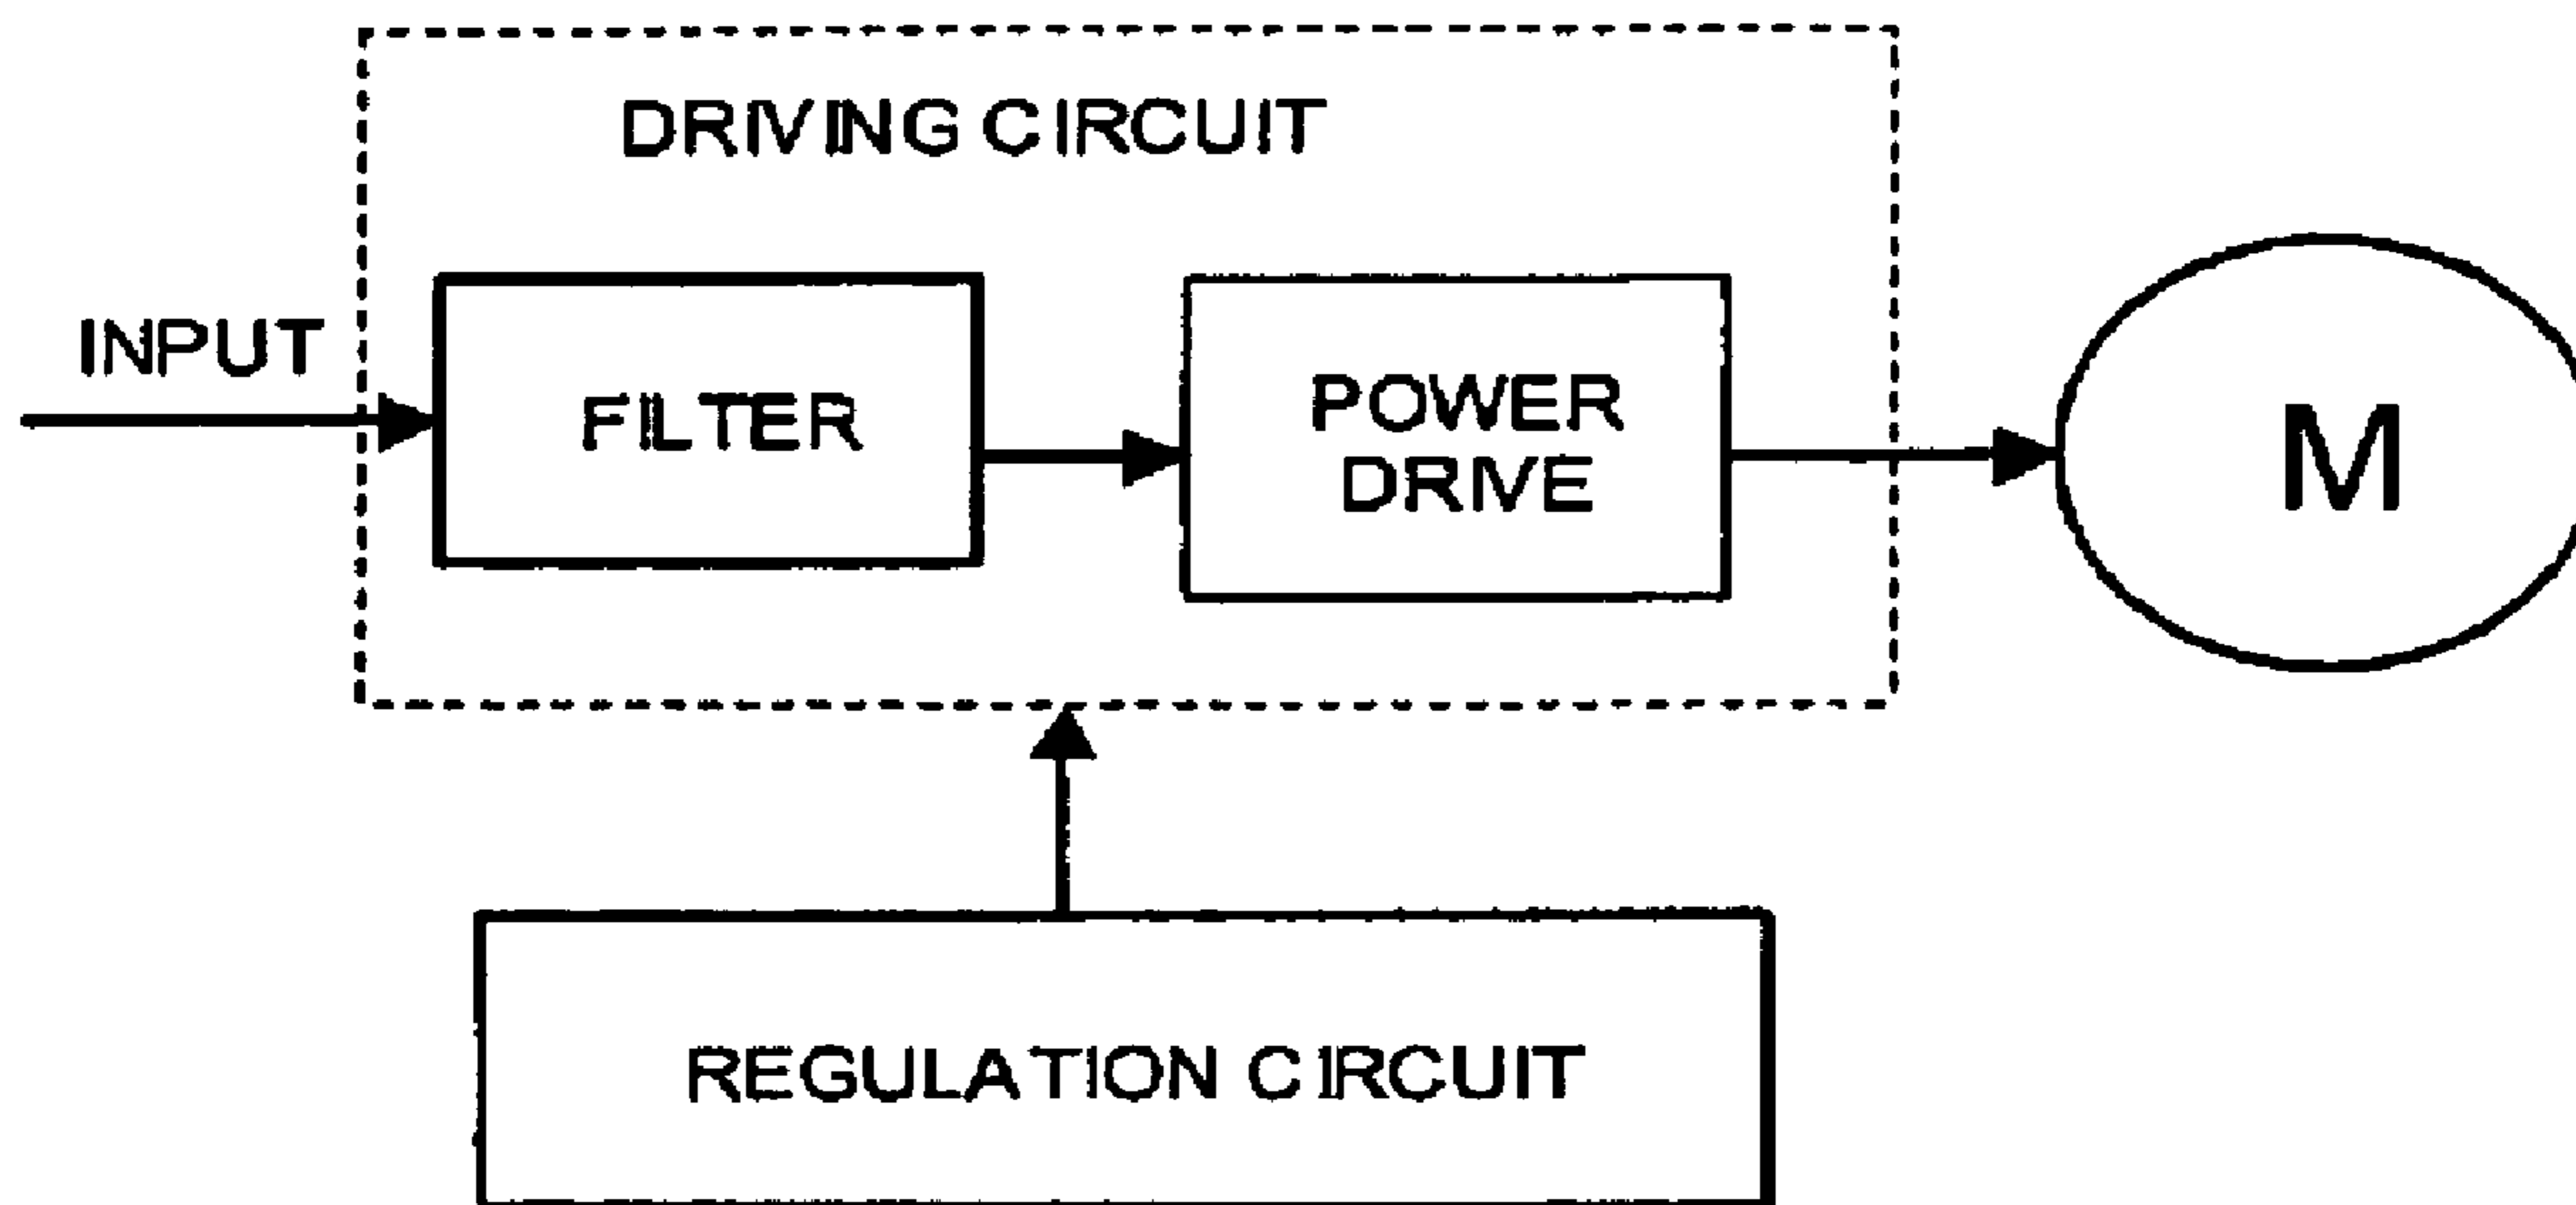 DRIVING CIRCUIT
INPUT
FILTER
POWER
DRIVE
M
REGULATION CIRCUIT